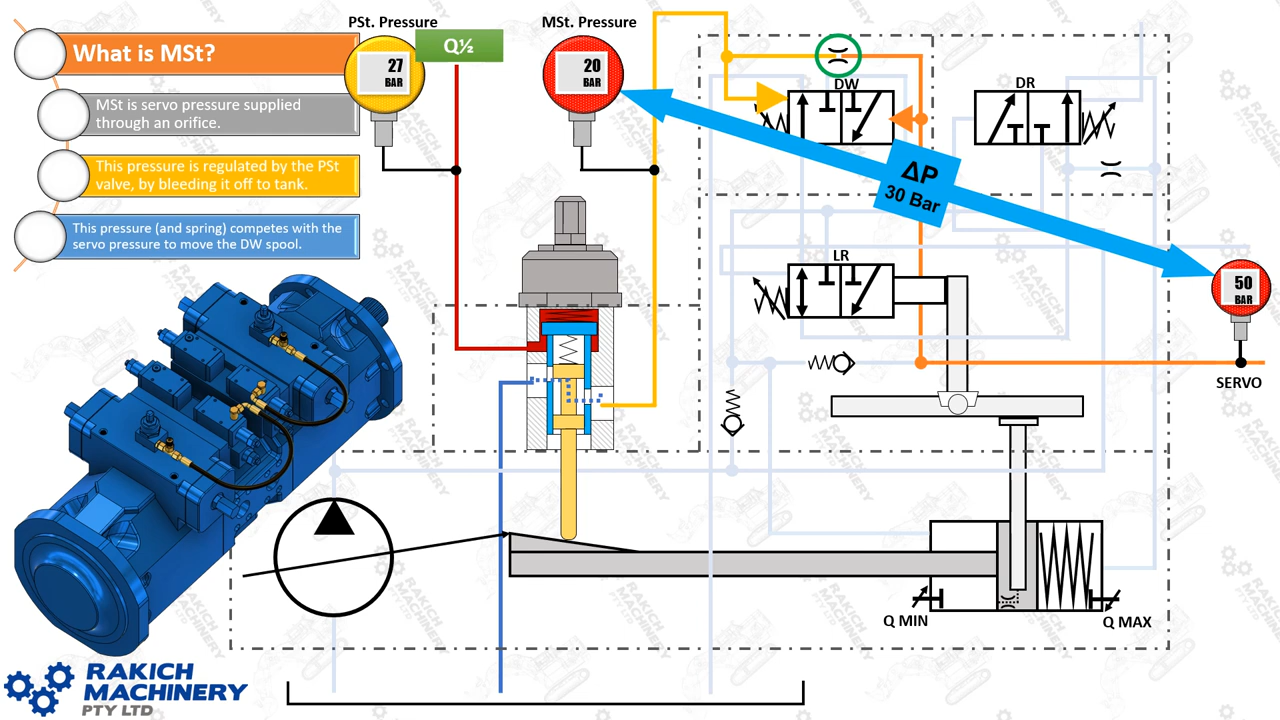 PSt. Pressure
MSt. Pressure
What is MSt?
Q½
27
BAR
20
BAR
MSt is servo pressure supplied
through an orifice.
This pressure is regulated by the PSt
valve, by bleeding it off to tank.
This pressure (and spring) competes with the
servo pressure to move the DW spool.
DW
DR
ΔP
30 Bar
LR
50
BAR
SERVO
Q MIN
Q MAX
RAKICH
MACHINERY
PTY LTD